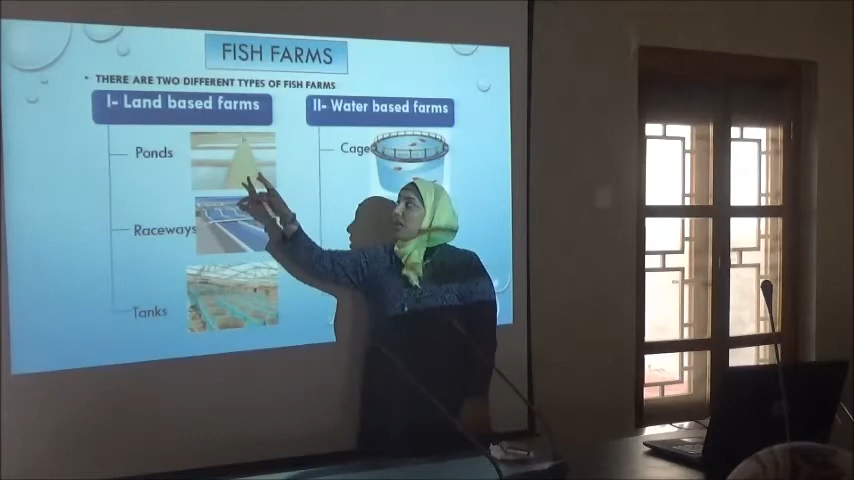 FISH FARMS
• THERE ARE TWO DIFFERENT TYPES OF FISH FARMS
I- Land based farms
II- Water based farms
Ponds
Cage
Raceways
Tanks